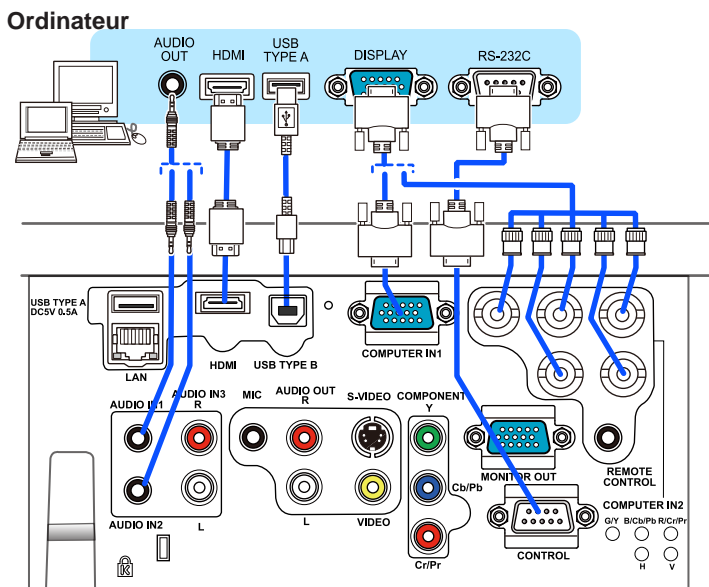 Ordinateur
AUDIO OUT
HDMI
USB TYPE A
DISPLAY
RS-232C
USB TYPE A
DC5V 0.5A
LAN
HDMI
USB TYPE B
COMPUTER IN1
AUDIO IN1
AUDIO IN3
R
MIC
AUDIO OUT
R
S-VIDEO
COMPONENT
Y
MONITOR OUT
REMOTE
CONTROL
Cb/Pb
AUDIO IN2
L
L
VIDEO
Cr/Pr
CONTROL
COMPUTER IN2
G/Y B/Cb/Pb R/Cr/Pr
H
V
K